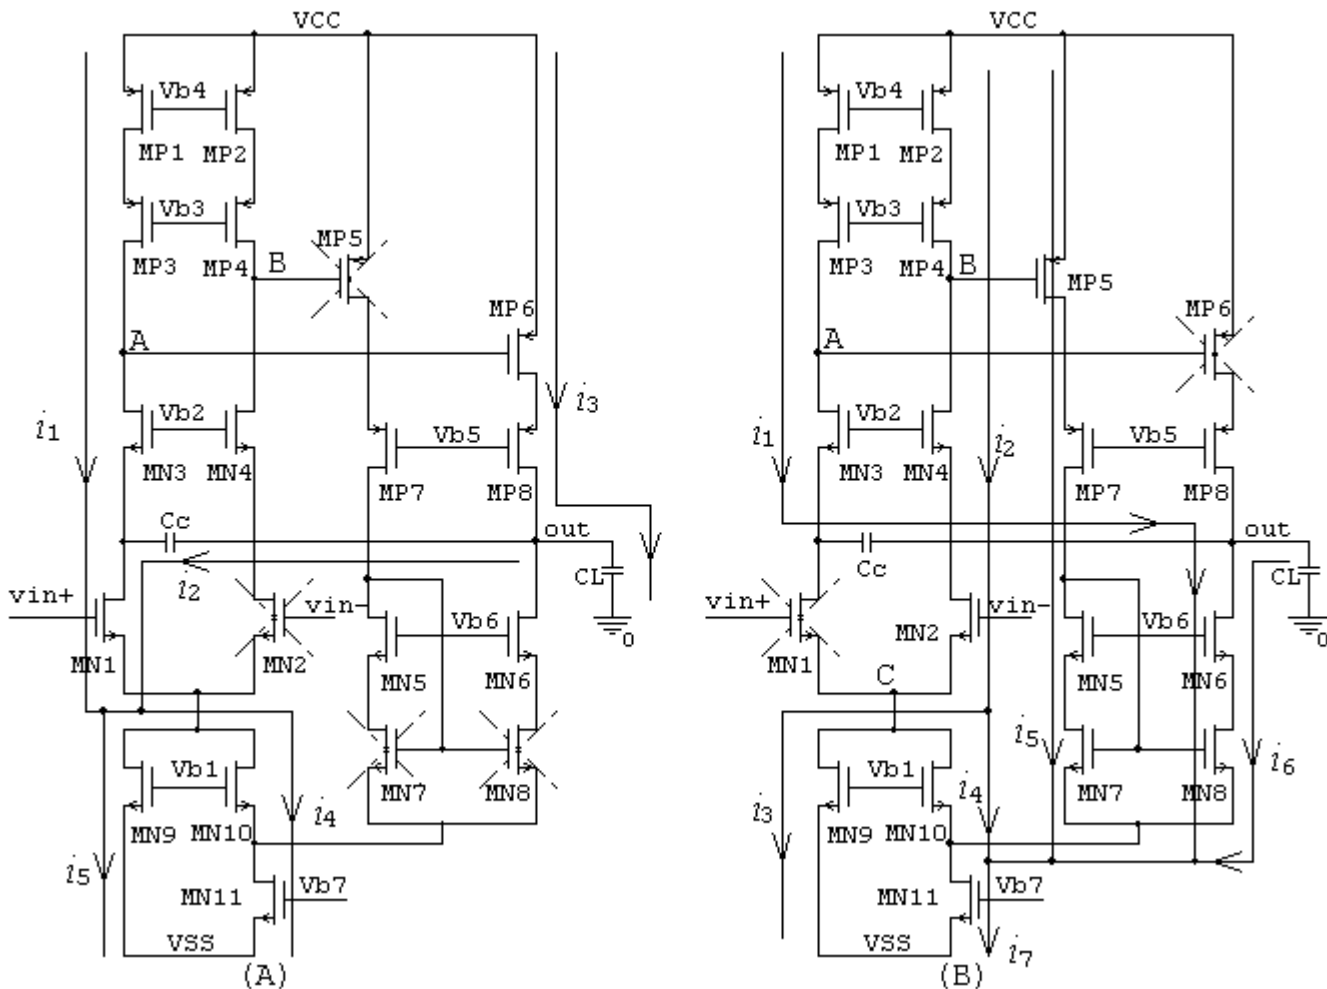 VCC
Vb4
MP1 MP2
Vb3
MP3 MP4
MP5
B
MP6
A
i1
Vb2
MN3 MN4
i3
Vb5
MP7 MP8
Cc
out
i2
CL
0
vin+
vin-
MN1 MN2
Vb6
MN5 MN6
Vb1
MN7 MN8
MN9 MN10
i4
i5
MN11
Vb7
VSS
(A)
VCC
Vb4
MP1 MP2
Vb3
MP3 MP4
B
MP5
MP6
A
i1
Vb2
MN3 MN4
i2
Vb5
MP7 MP8
Cc
out
CL
0
vin+
vin-
MN1
MN2
Vb6
C
MN5 MN6
i5
i6
Vb1
i4
MN7 MN8
i3
MN9 MN10
MN11
Vb7
VSS
i7
(B)